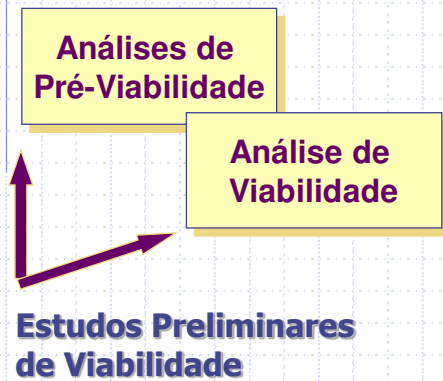 Análises de
Pré-Viabilidade
Análise de
Viabilidade
Estudos Preliminares
de Viabilidade